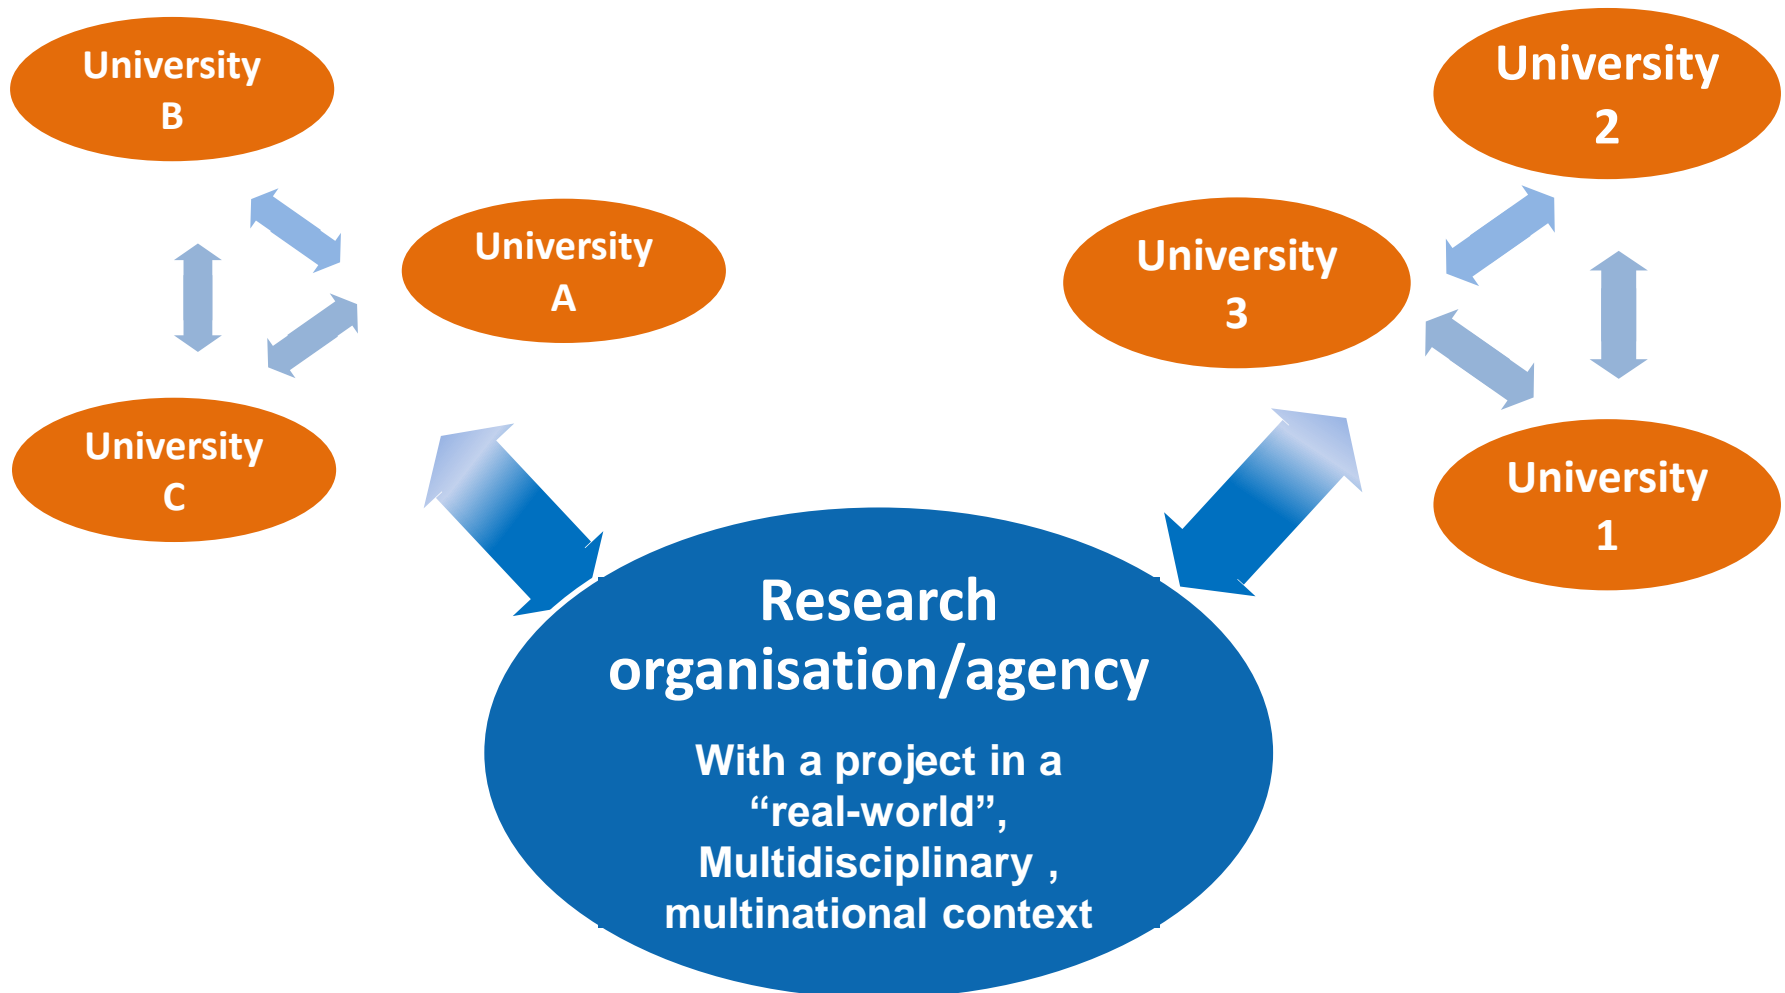 University
B
University
A
University
C
University
2
University
3
University
1
Research
organisation/agency
With a project in a
“real-world”,
Multidisciplinary ,
multinational context